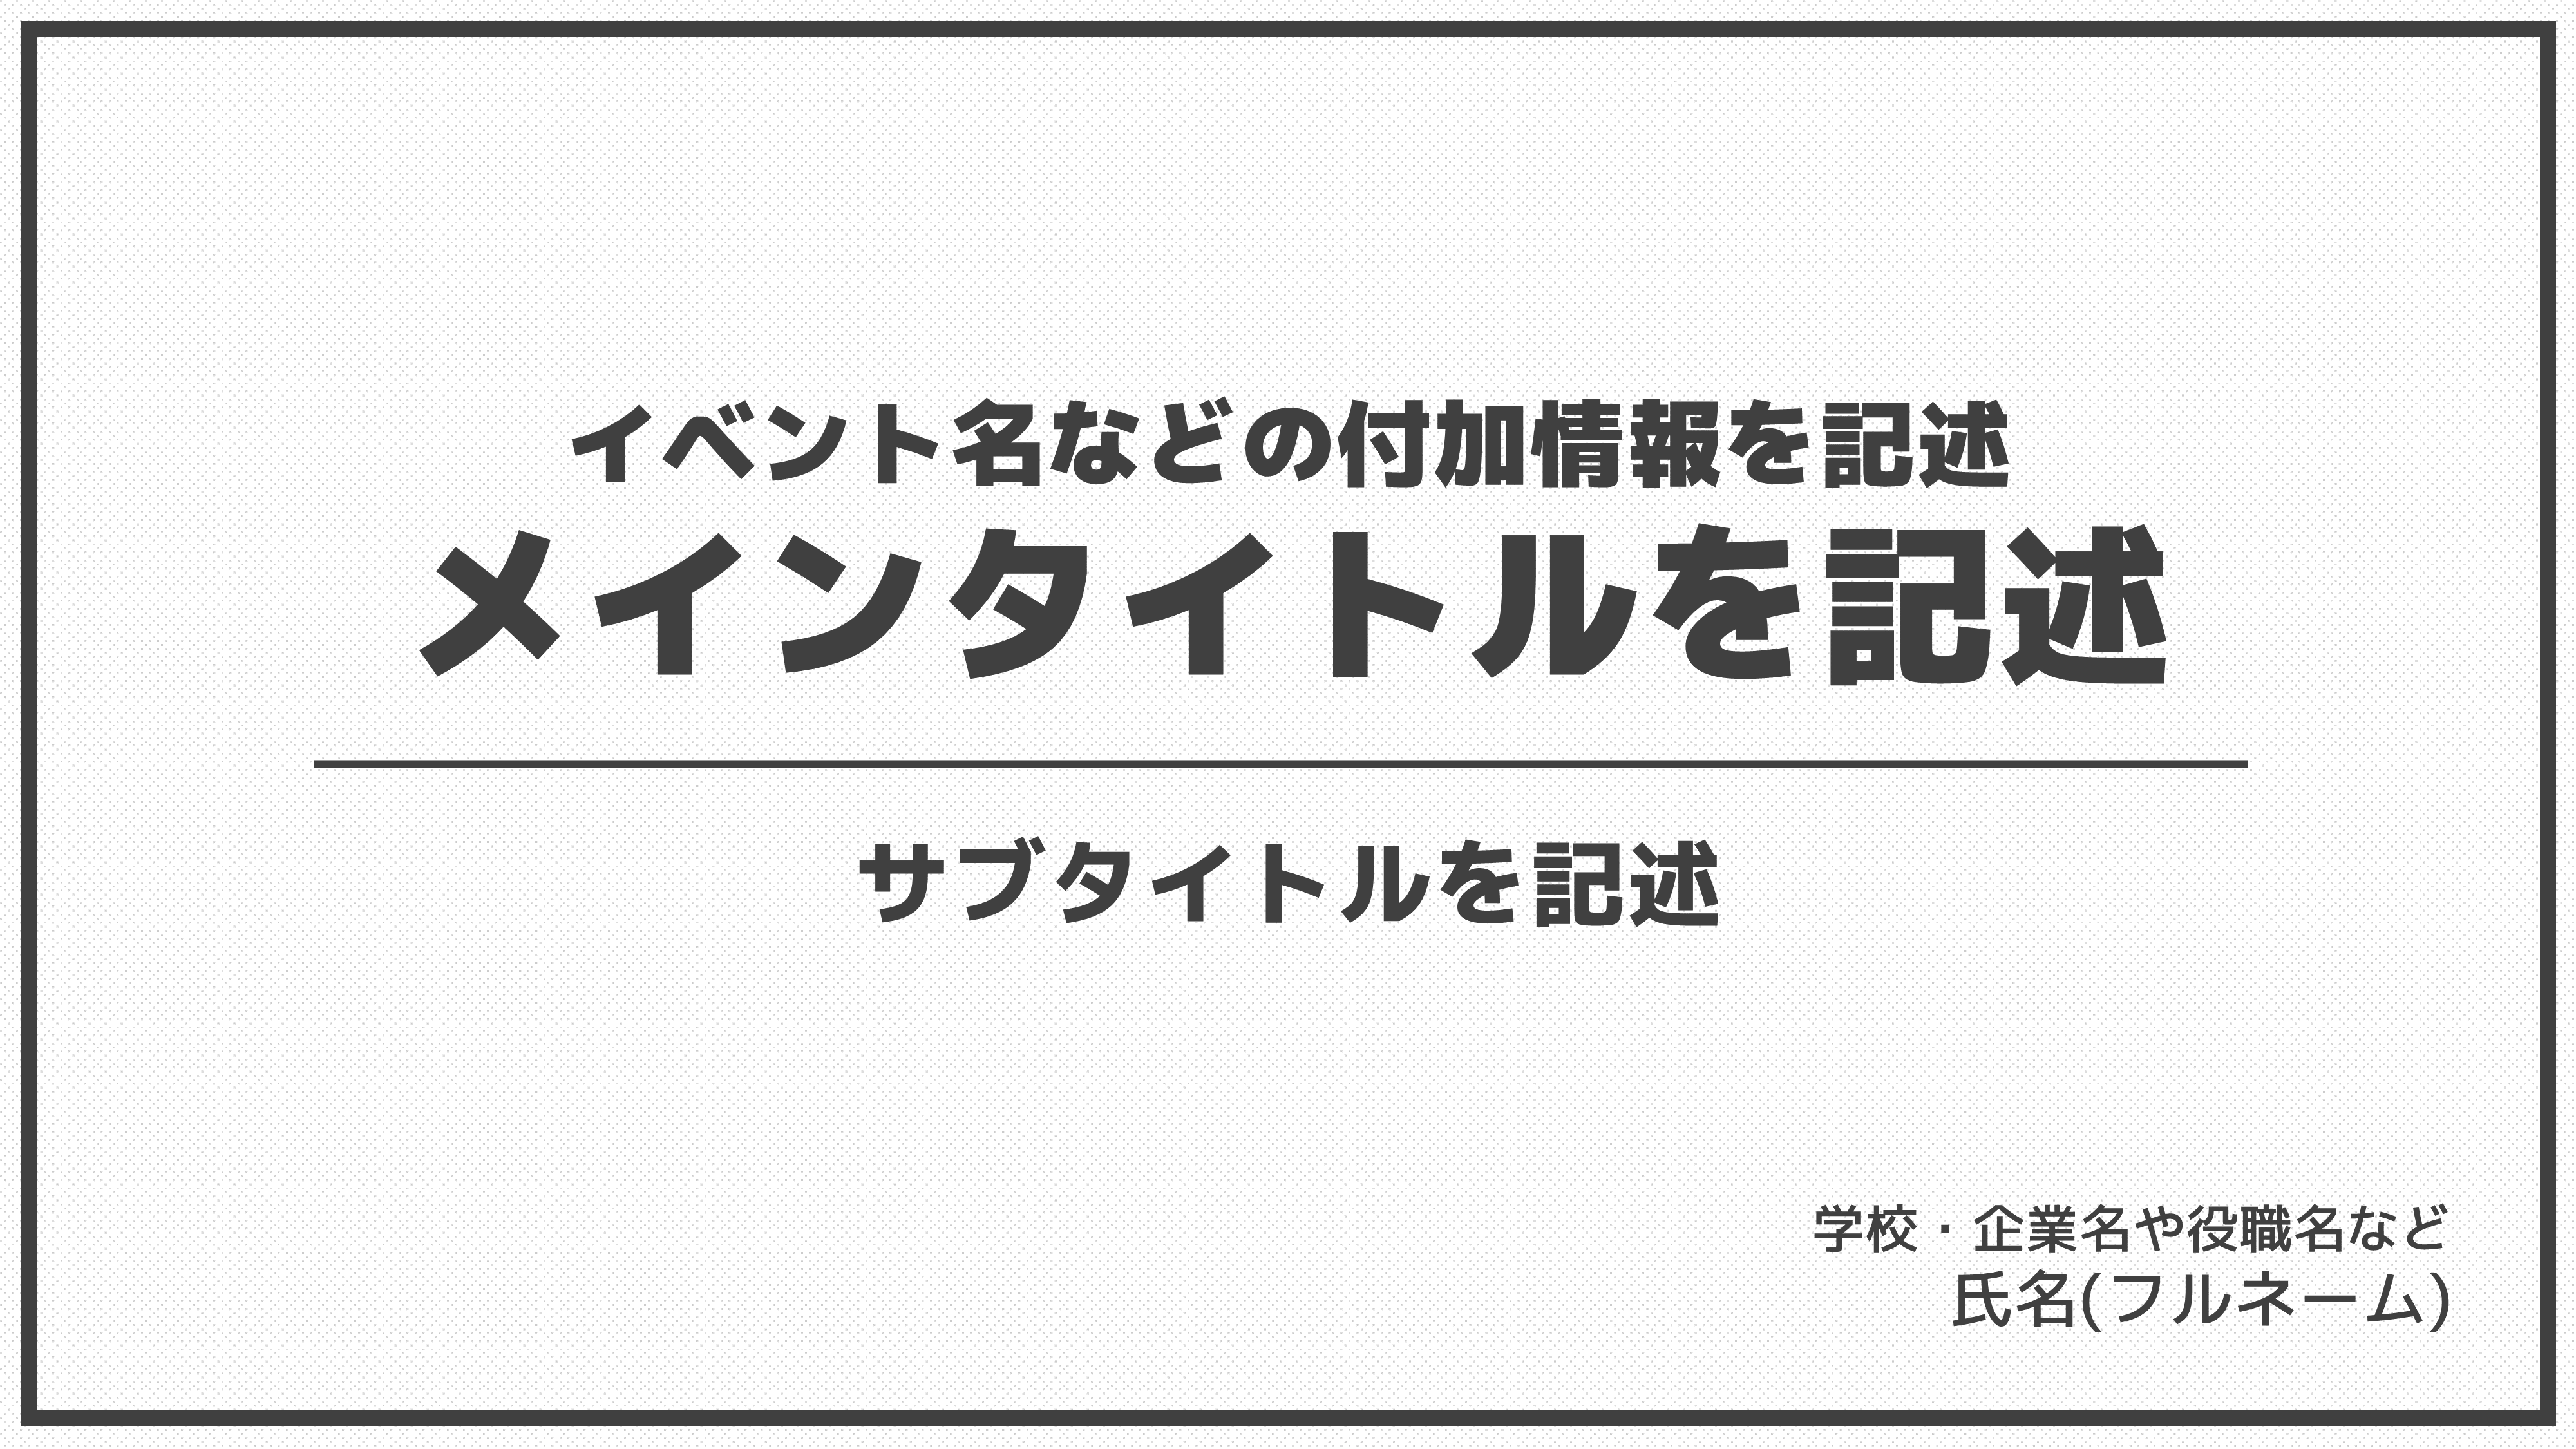 イベント名などの付加情報を記述
メインタイトルを記述
サブタイトルを記述
学校・企業名や役職名など
氏名(フルネーム)